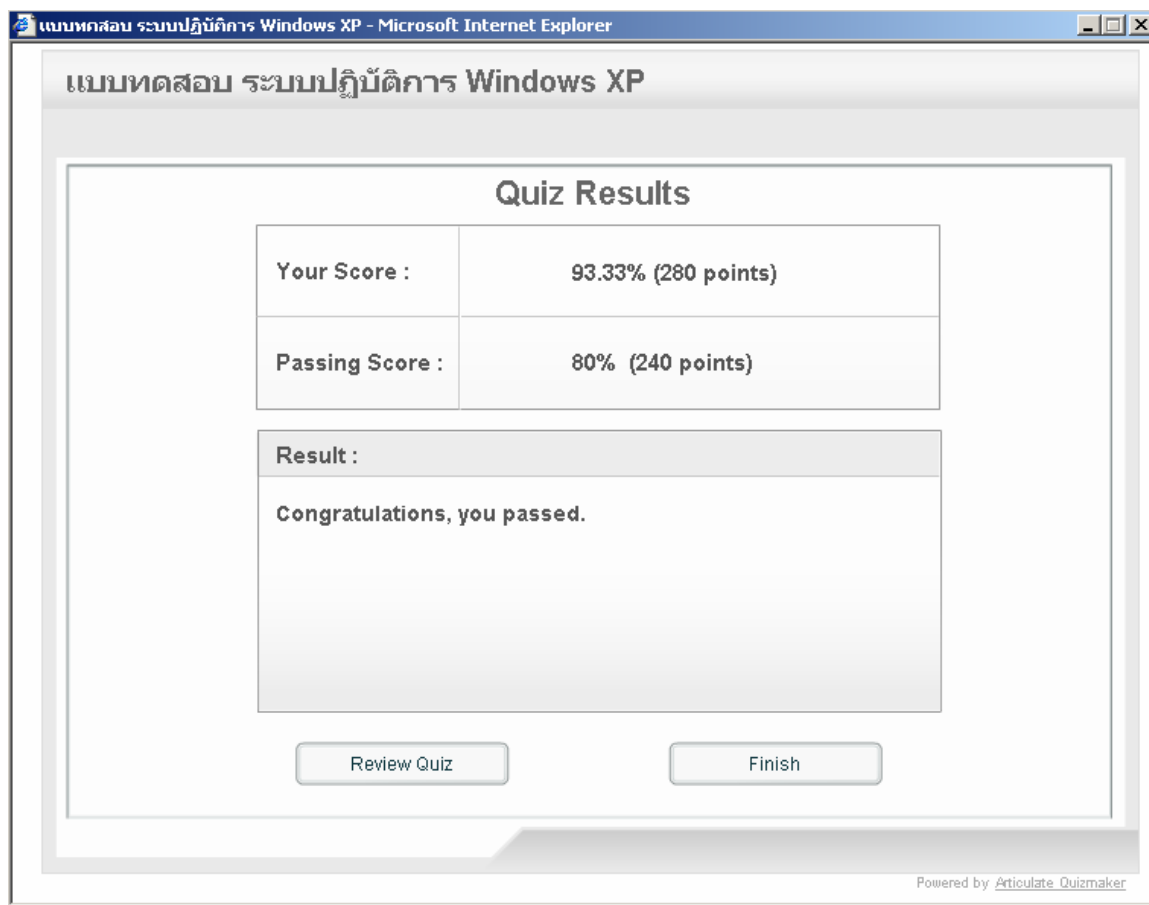 แบบทดสอบ ระบบปฏิบัติการ Windows XP - Microsoft Internet Explorer
แบบทดสอบ ระบบปฏิบัติการ Windows XP
Quiz Results
Your Score : 93.33% (280 points)
Passing Score : 80% (240 points)
Result :
Congratulations, you passed.
Review Quiz Finish
Powered by Articulate Quizmaker